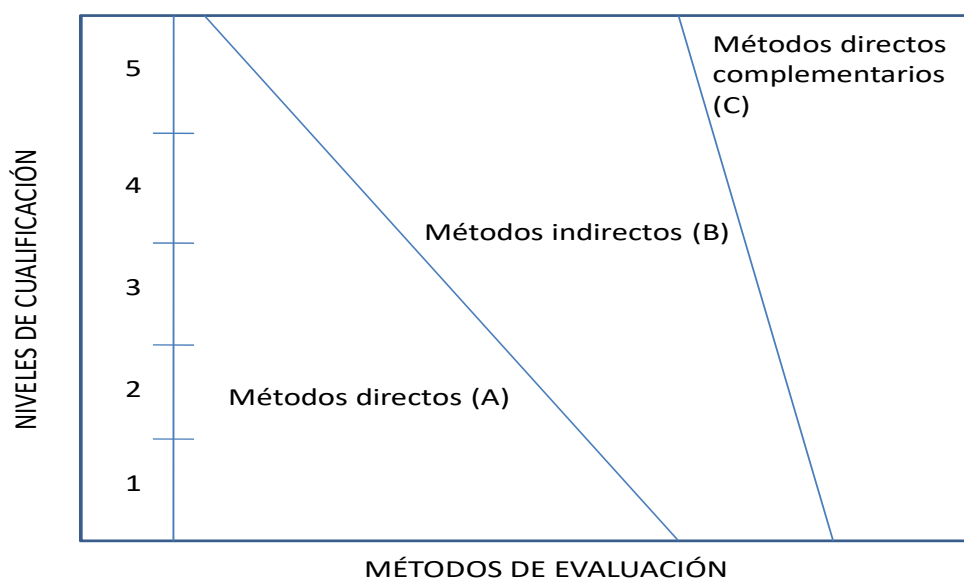 NIVELES DE CUALIFICACIÓN
5
4
3
2
1
Métodos directos
complementarios
(C)
Métodos indirectos (B)
Métodos directos (A)
MÉTODOS DE EVALUACIÓN